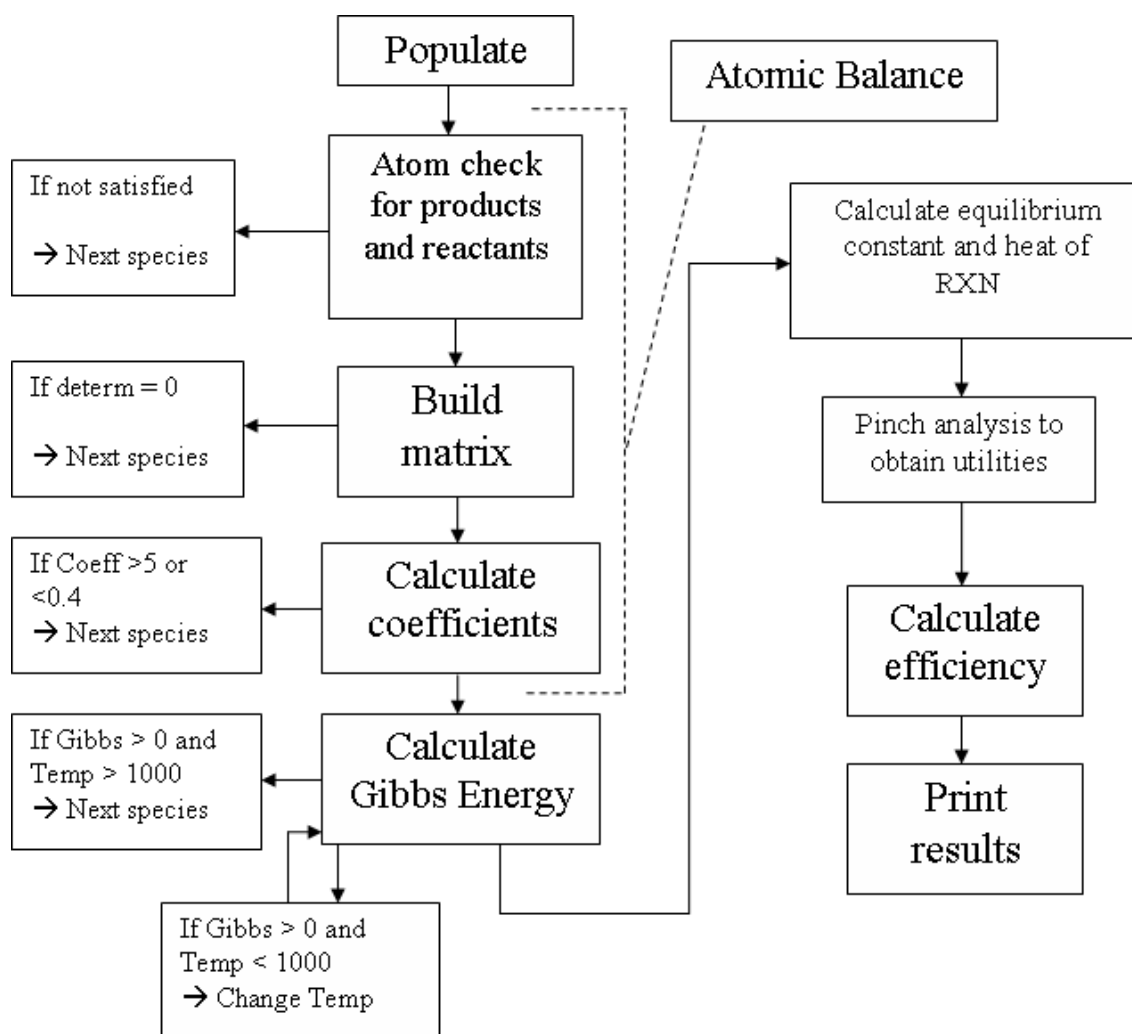 Populate
Atomic Balance
Atom check
for products
and reactants
If not satisfied
→ Next species
Build
matrix
If determ = 0
→ Next species
Calculate
coefficients
If Coeff >5 or
<0.4
→ Next species
Calculate
Gibbs Energy
If Gibbs > 0 and
Temp > 1000
→ Next species
If Gibbs > 0 and
Temp < 1000
→ Change Temp
Calculate equilibrium
constant and heat of
RXN
Pinch analysis to
obtain utilities
Calculate
efficiency
Print
results